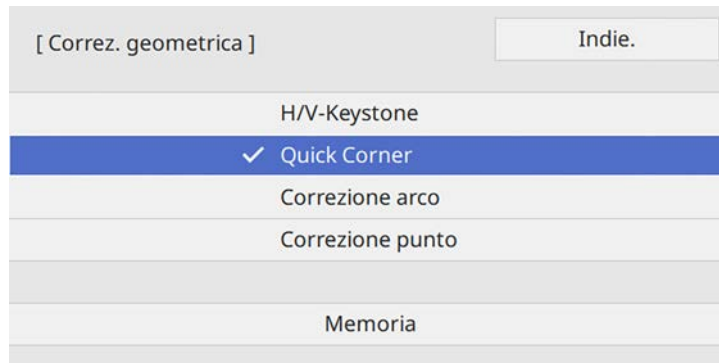 [ Correz. geometrica ]
Indie.
H/V-Keystone
Quick Corner
Correzione arco
Correzione punto
Memoria